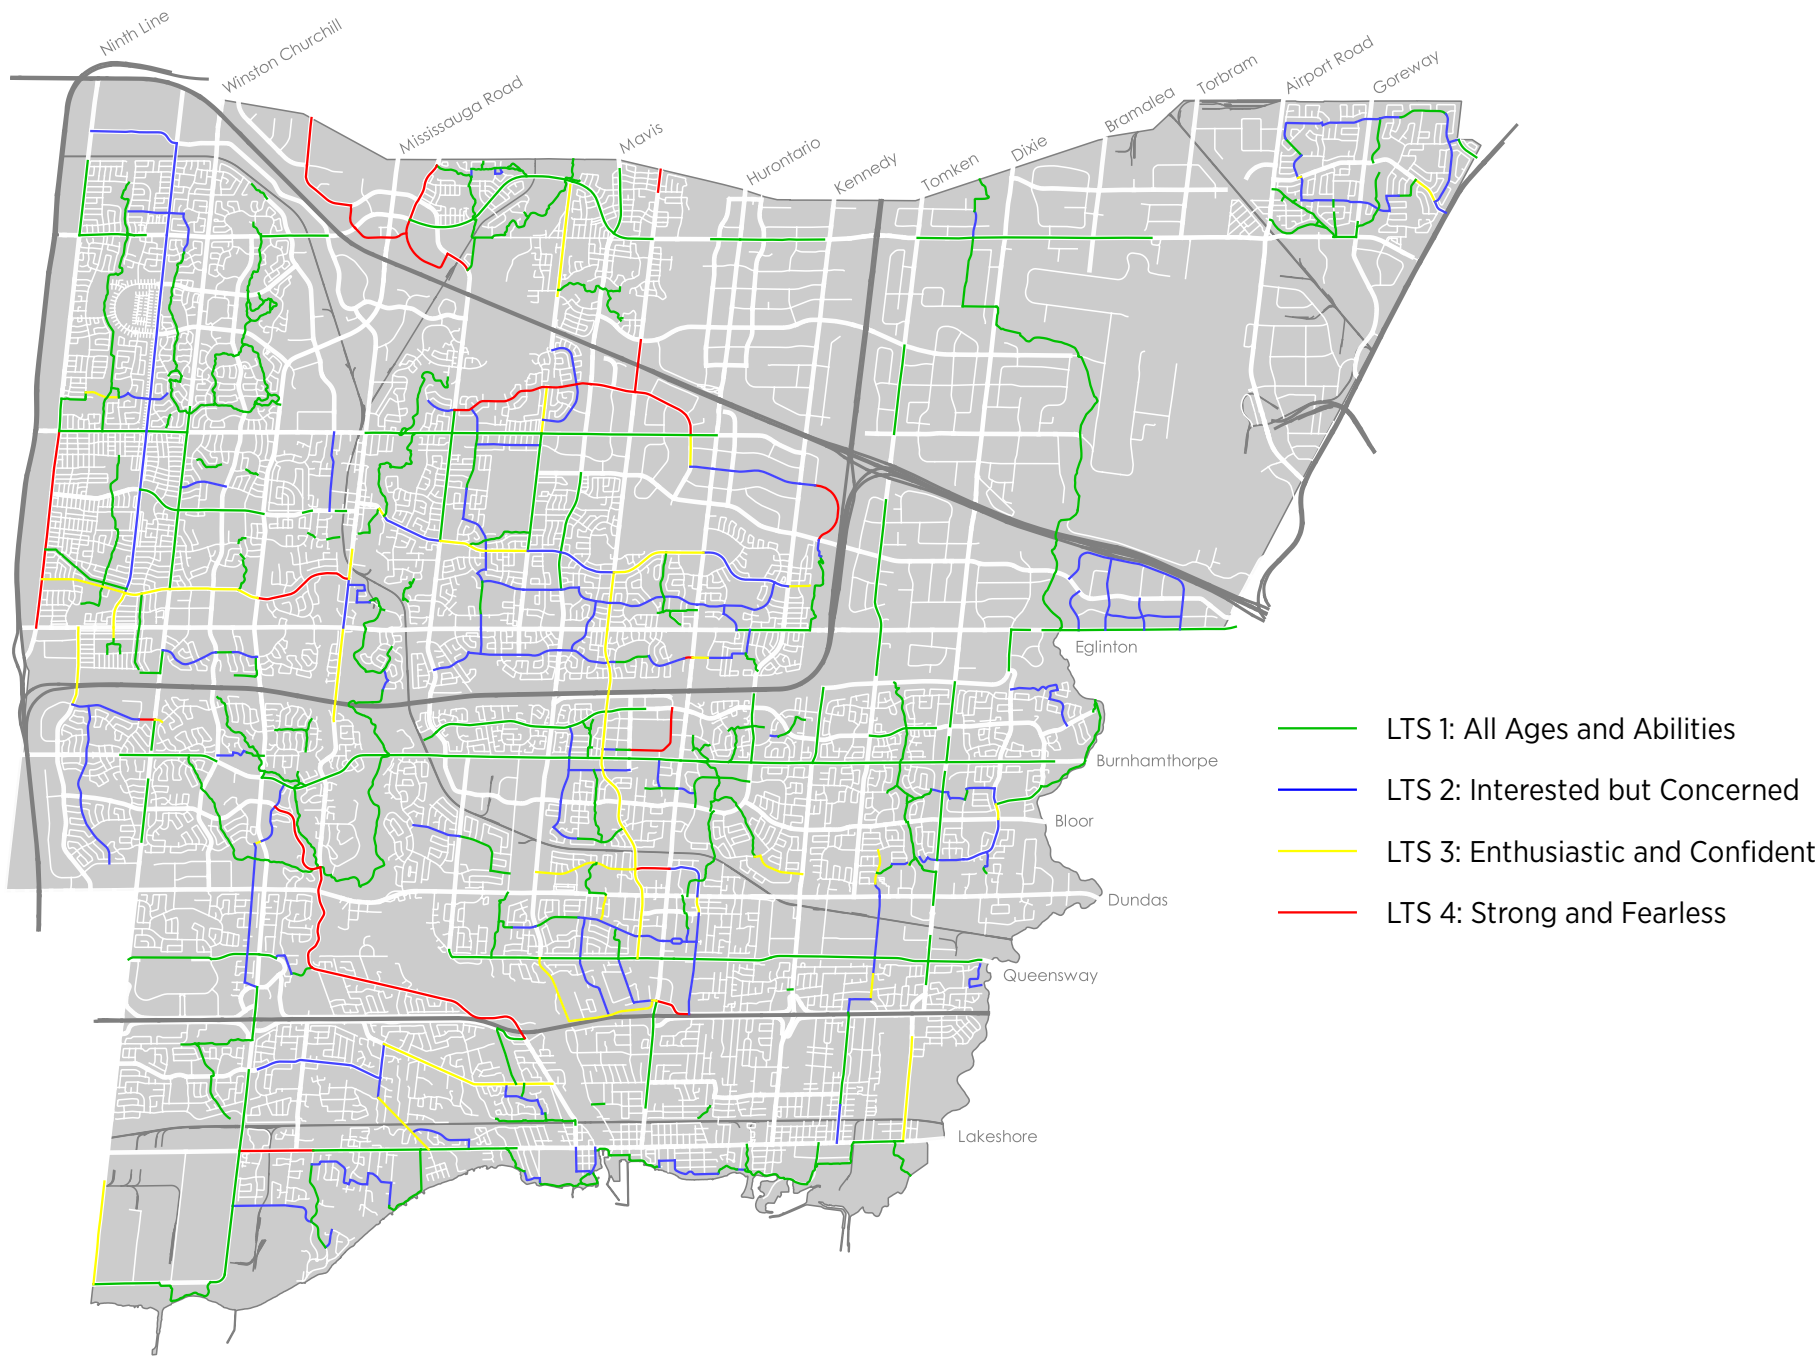 Ninth Line
Winston Churchill
Mississauga Road
Mavis
Hurontario
Kennedy
Tomken
Dixie
Bramalea
Torbram
Airport Road
Goreway
Eglinton
LTS 1: All Ages and Abilities
Burnhamthorpe
LTS 2: Interested but Concerned
Bloor
LTS 3: Enthusiastic and Confident
Dundas
LTS 4: Strong and Fearless
Queensway
Lakeshore